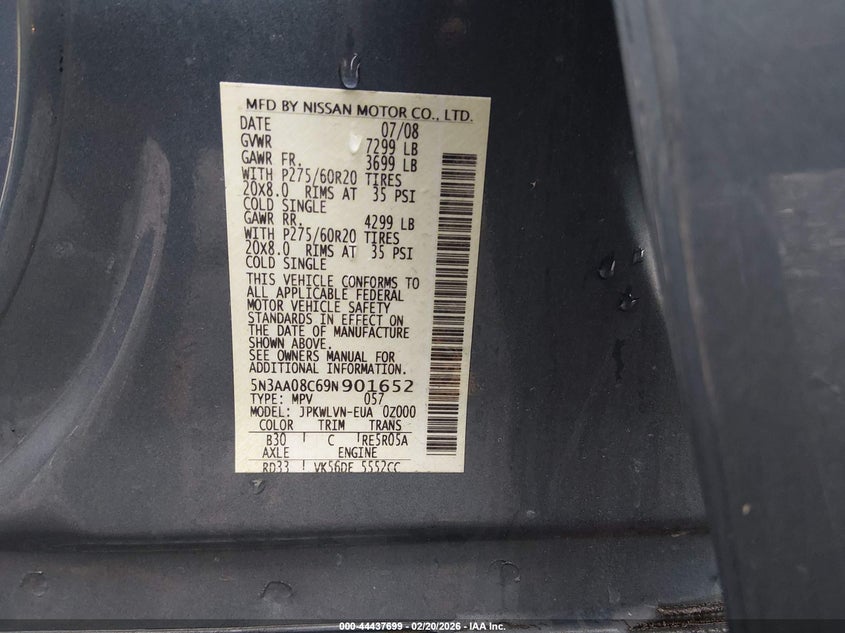 MFD BY NISSAN MOTOR CO., LTD.
DATE 07/08
GVWR 7299 LB
GAWR FR. 3699 LB
WITH P275/60R20 TIRES
20X8.0 RIMS AT 35 PSI
COLD SINGLE
GAWR RR. 4299 LB
WITH P275/60R20 TIRES
20X8.0 RIMS AT 35 PSI
COLD SINGLE
THIS VEHICLE CONFORMS TO
ALL APPLICABLE FEDERAL
MOTOR VEHICLE SAFETY
STANDARDS IN EFFECT ON
THE DATE OF MANUFACTURE
SHOWN ABOVE.
SEE OWNERS MANUAL FOR
ADDITIONAL INFORMATION.
5N3AA08C69N901652
TYPE: MPV 057
MODEL: JPKWLVN-EUA 0Z000
COLOR TRIM TRANS
B30 C RE5R05A
AXLE ENGINE
RD33 VK56DE 5552CC
000-44437699 — 02/20/2026 — IAA Inc.